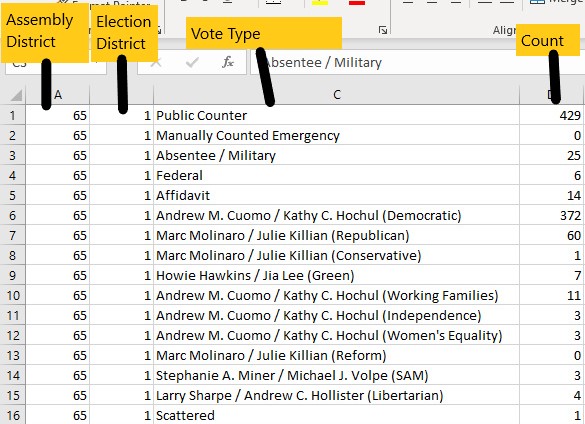 Assembly District
Election District
Vote Type
Count
fx
Absentee / Military
A C
1 65 1 Public Counter 429
2 65 1 Manually Counted Emergency 0
3 65 1 Absentee / Military 25
4 65 1 Federal 6
5 65 1 Affidavit 14
6 65 1 Andrew M. Cuomo / Kathy C. Hochul (Democratic) 372
7 65 1 Marc Molinaro / Julie Killian (Republican) 60
8 65 1 Marc Molinaro / Julie Killian (Conservative) 1
9 65 1 Howie Hawkins / Jia Lee (Green) 7
10 65 1 Andrew M. Cuomo / Kathy C. Hochul (Working Families) 11
11 65 1 Andrew M. Cuomo / Kathy C. Hochul (Independence) 3
12 65 1 Andrew M. Cuomo / Kathy C. Hochul (Women's Equality) 3
13 65 1 Marc Molinaro / Julie Killian (Reform) 0
14 65 1 Stephanie A. Miner / Michael J. Volpe (SAM) 3
15 65 1 Larry Sharpe / Andrew C. Hollister (Libertarian) 4
16 65 1 Scattered 1